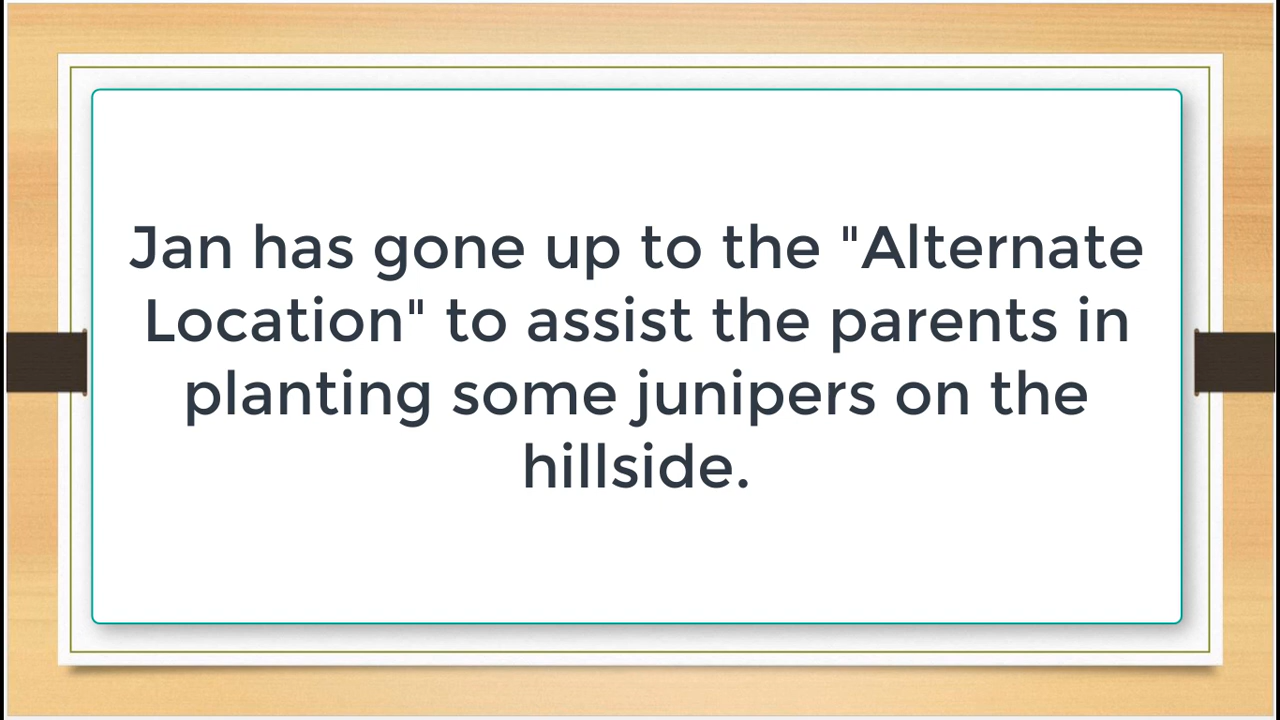 Jan has gone up to the "Alternate
Location" to assist the parents in
planting some junipers on the
hillside.